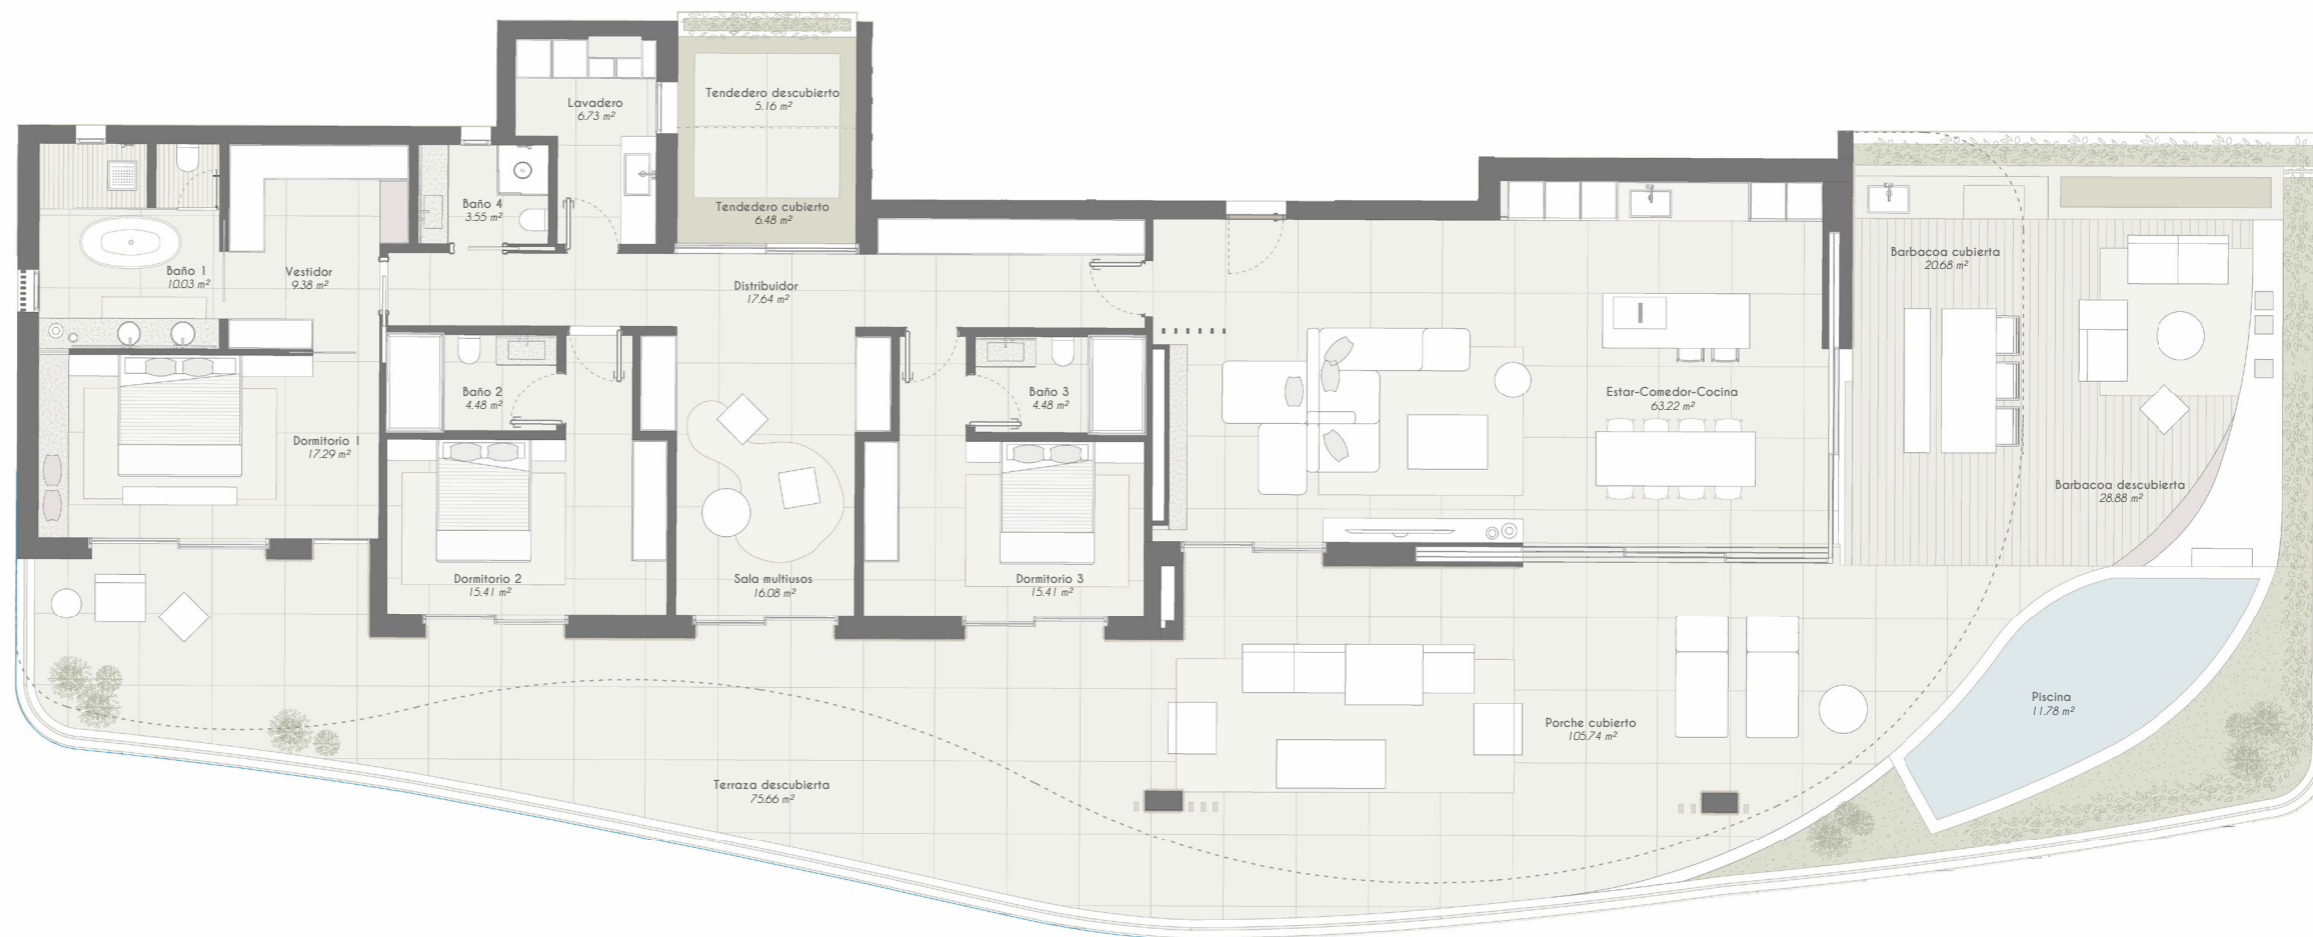 Lavadero
6.73 m²
Tendedero descubierto
5.16 m²
Tendedero cubierto
6.48 m²
Baño 4
3.55 m²
Baño 1
10.03 m²
Vestidor
9.38 m²
Distribuidor
17.64 m²
Barbacoa cubierta
20.68 m²
Baño 2
4.48 m²
Baño 3
4.48 m²
Estar-Comedor-Cocina
63.22 m²
Dormitorio 1
17.29 m²
Barbacoa descubierta
28.88 m²
Dormitorio 2
15.41 m²
Sala multiusos
16.08 m²
Dormitorio 3
15.41 m²
Piscina
11.78 m²
Porche cubierto
105.74 m²
Terraza descubierta
75.66 m²